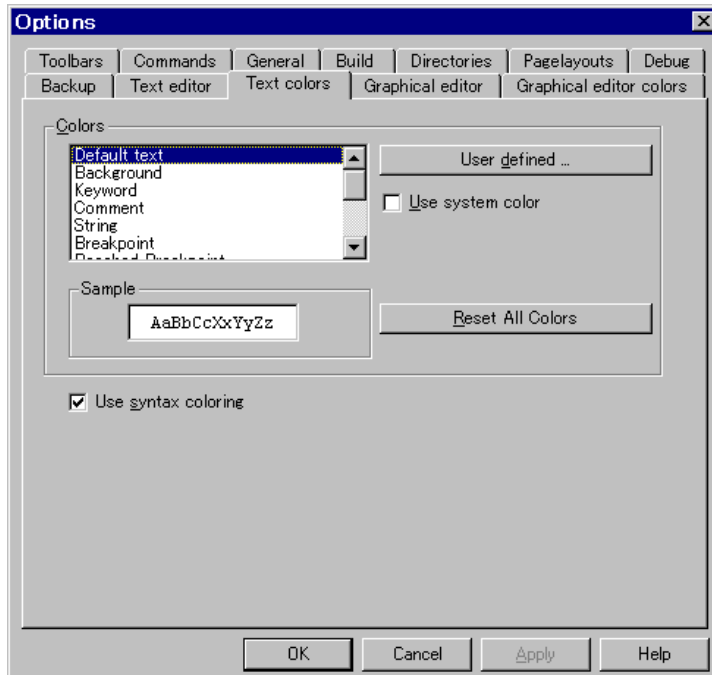 Options
Toolbars Commands General Build Directories Pagelayouts Debug
Backup Text editor Text colors Graphical editor Graphical editor colors
Colors
Default text
Background
Keyword
Comment
String
Breakpoint
User defined ...
Use system color
Sample
AaBbCcXxYyZz
Reset All Colors
Use syntax coloring
OK Cancel Apply Help